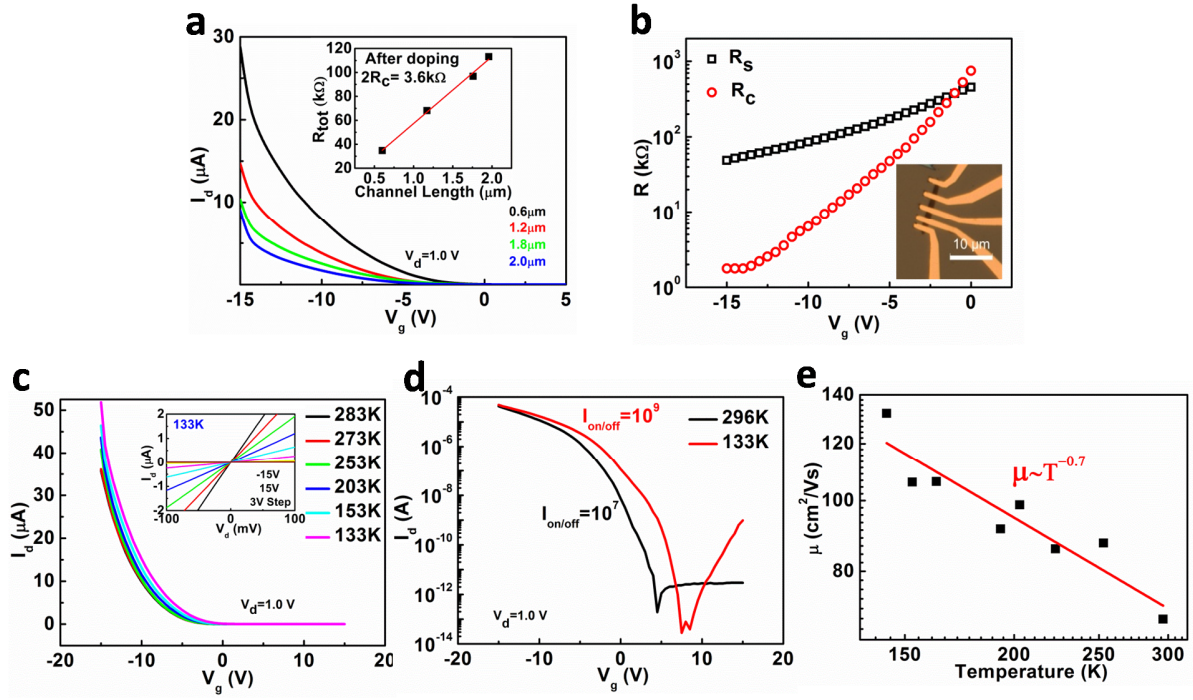 a
30
20
10
I_d (μA)
-15
-10
-5
0
5
V_g (V)
V_d=1.0 V
0.6μm
1.2μm
1.8μm
2.0μm
120
100
80
60
40
20
R_tot (kΩ)
After doping
2R_C= 3.6kΩ
0.5
1.0
1.5
2.0
Channel Length (μm)
b
10^3
10^2
10^1
10^0
R (kΩ)
R_s
R_c
10 μm
-15
-10
-5
0
V_g (V)
c
50
40
30
20
10
0
I_d (μA)
-20
-10
0
10
20
V_g (V)
V_d=1.0 V
283K
273K
253K
203K
153K
133K
133K
2
1
0
-1
-2
I_d (μA)
-15V
15V
3V Step
-100
0
100
V_d (mV)
d
10^-4
10^-6
10^-8
10^-10
10^-12
10^-14
I_d (A)
I_on/off=10^9
I_on/off=10^7
296K
133K
V_d=1.0 V
-20
-10
0
10
20
V_g (V)
e
140
120
100
80
μ (cm^2/Vs)
μ~T^-0.7
150
200
250
300
Temperature (K)